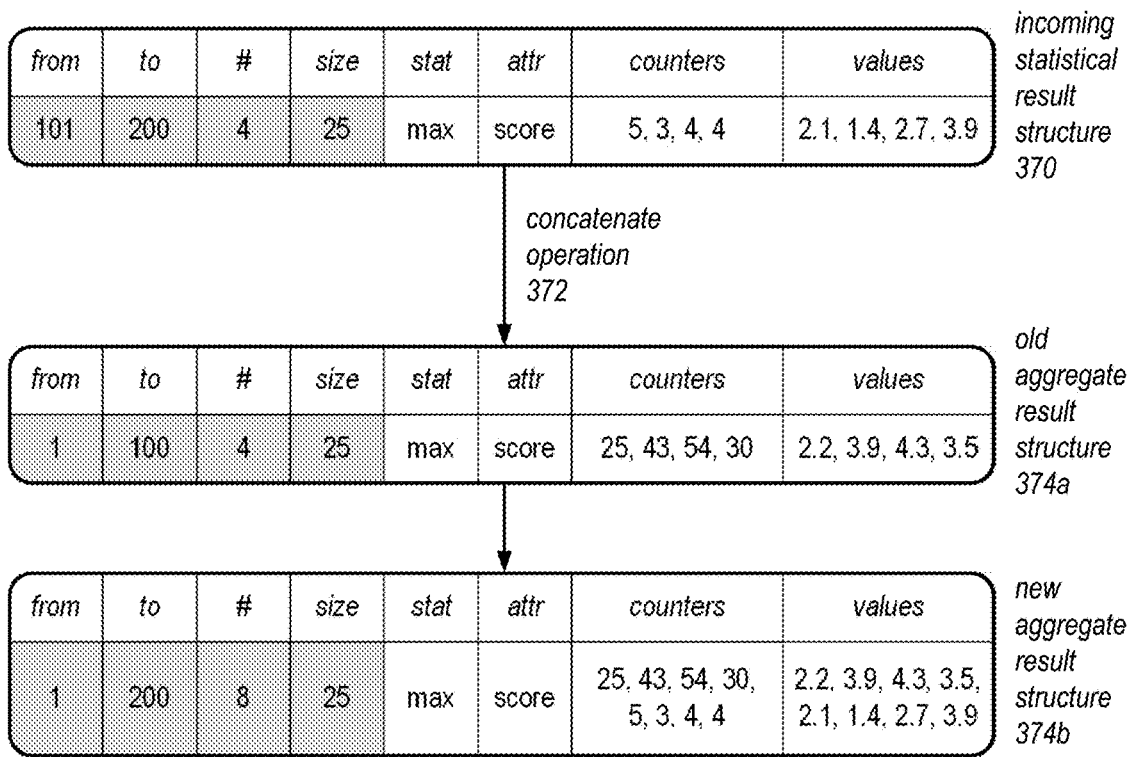 from to # size stat attr counters values
101 200 4 25 max score 5, 3, 4, 4 2.1, 1.4, 2.7, 3.9
incoming
statistical
result
structure
370
concatenate
operation
372
from to # size stat attr counters values
1 100 4 25 max score 25, 43, 54, 30 2.2, 3.9, 4.3, 3.5
old
aggregate
result
structure
374a
from to # size stat attr counters values
1 200 8 25 max score 25, 43, 54, 30, 2.2, 3.9, 4.3, 3.5,
5, 3, 4, 4 2.1, 1.4, 2.7, 3.9
new
aggregate
result
structure
374b